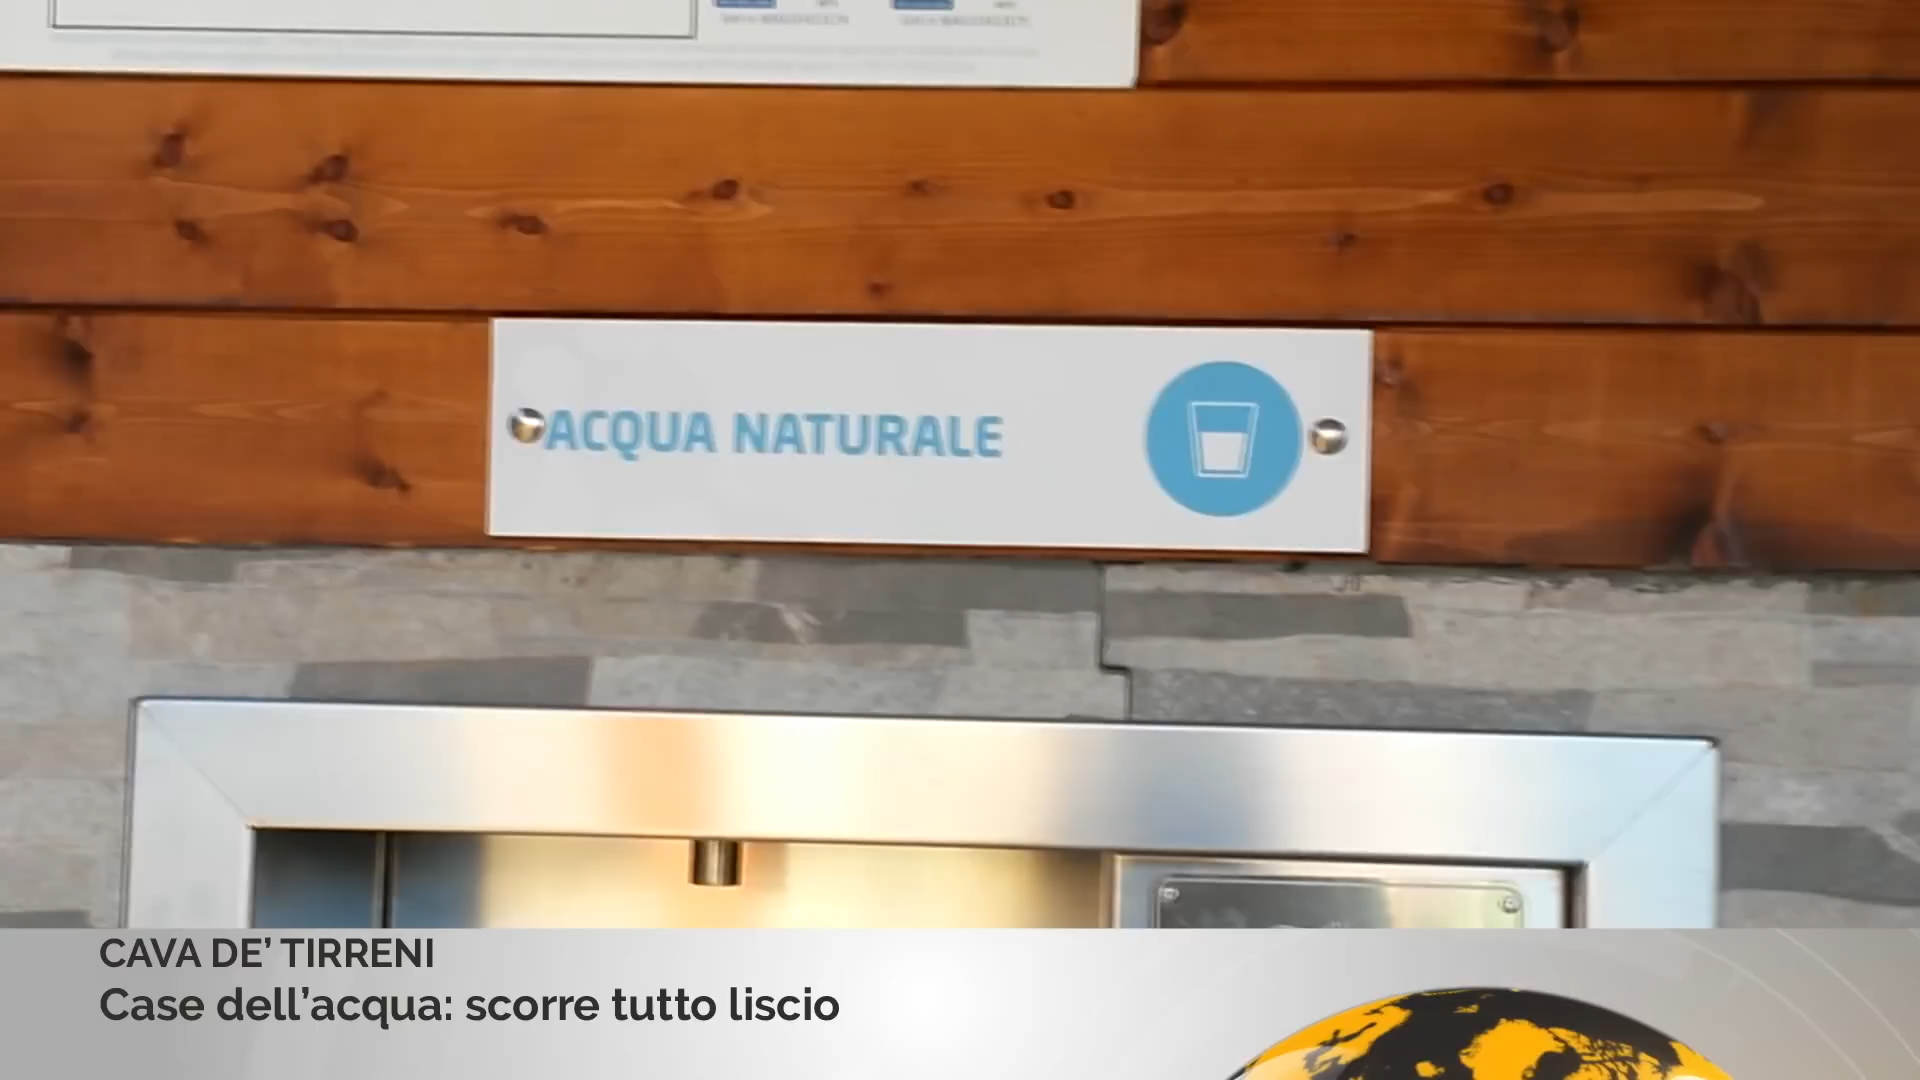 ACQUA NATURALE
CAVA DE’ TIRRENI
Case dell’acqua: scorre tutto liscio